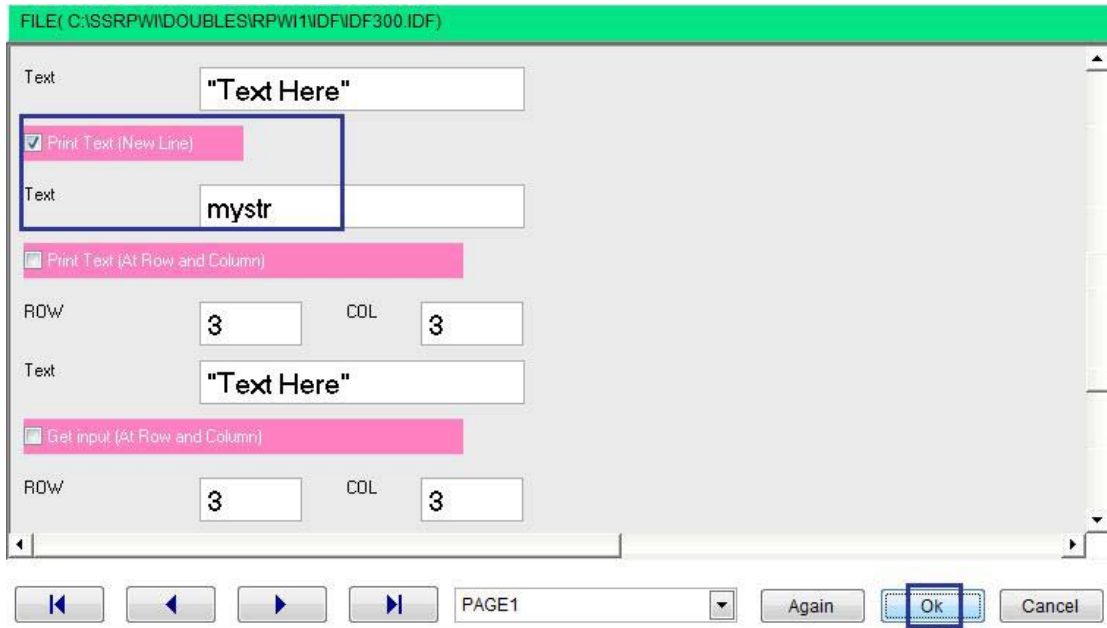 FILE( C:\SSRPWI\DOUBLES\RPWI1\IDF\IDF300.IDF)
Text "Text Here"
Print Text (New Line)
Text mystr
Print Text (At Row and Column)
ROW 3 COL 3
Text "Text Here"
Get input (At Row and Column)
ROW 3 COL 3
PAGE1 Again Ok Cancel